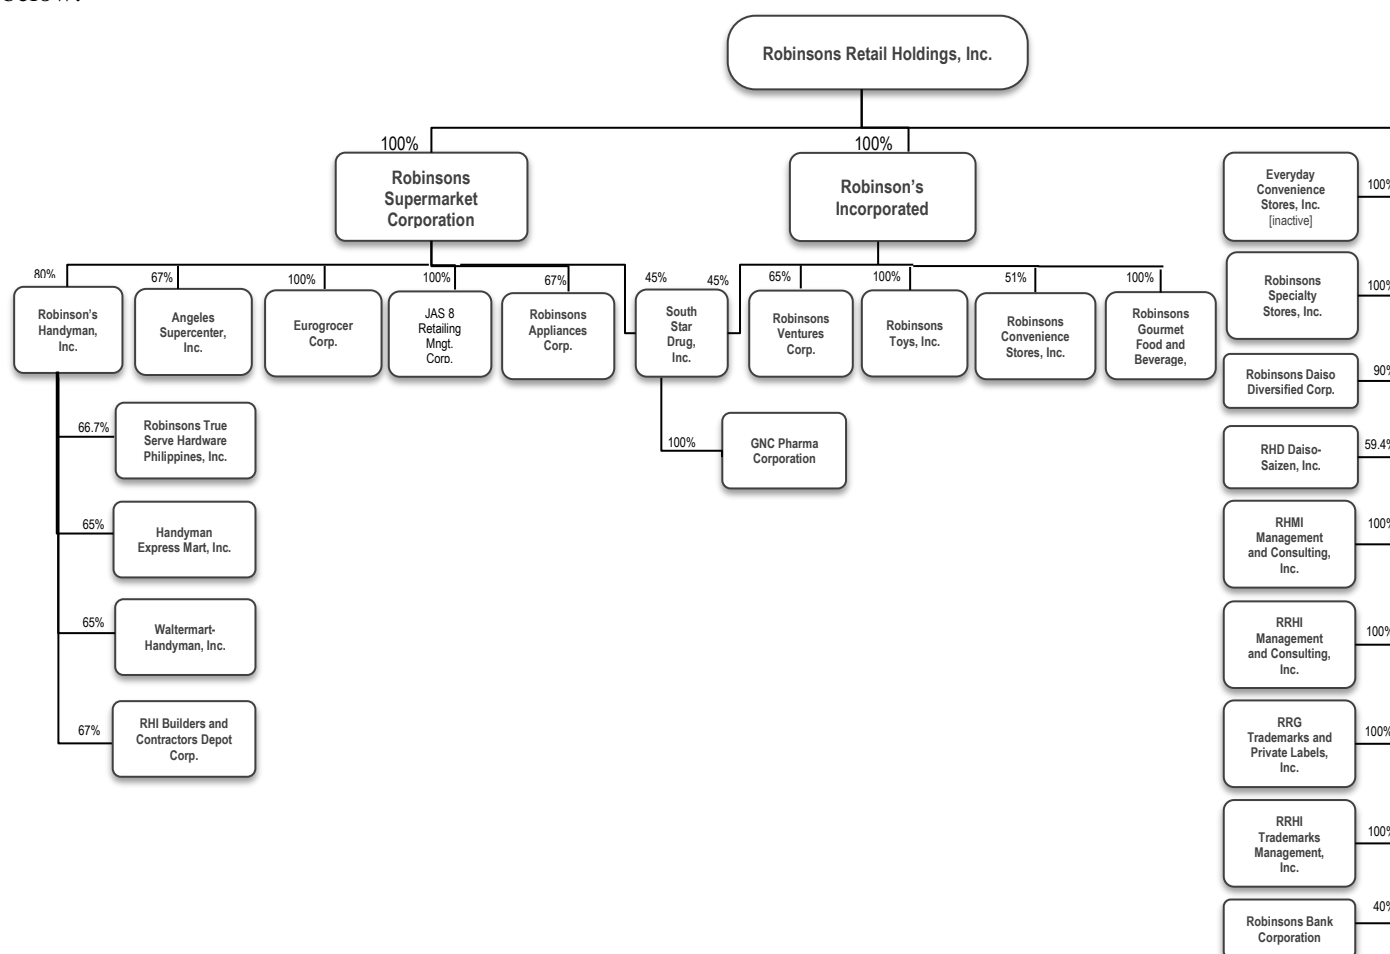 below.
Robinsons Retail Holdings, Inc.
100%
100%
Robinsons
Supermarket
Corporation
Robinson's
Incorporated
Everyday
Convenience
Stores, Inc.
[inactive]
100%
80%
67%
100%
100%
67%
45%
45%
65%
100%
51%
100%
Robinson's
Handyman,
Inc.
Angeles
Supercenter,
Inc.
Eurogrocer
Corp.
JAS 8
Retailing
Mngt.
Corp.
Robinsons
Appliances
Corp.
South
Star
Drug,
Inc.
Robinsons
Ventures
Corp.
Robinsons
Toys, Inc.
Robinsons
Convenience
Stores, Inc.
Robinsons
Gourmet
Food and
Beverage,
Robinsons
Specialty
Stores, Inc.
100%
Robinsons Daiso
Diversified Corp.
90%
66.7%
Robinsons True
Serve Hardware
Philippines, Inc.
100%
GNC Pharma
Corporation
RHD Daiso-
Saizen, Inc.
59.4%
65%
Handyman
Express Mart, Inc.
RHMI
Management
and Consulting,
Inc.
100%
65%
Waltermart-
Handyman, Inc.
RRHI
Management
and Consulting,
Inc.
100%
67%
RHI Builders and
Contractors Depot
Corp.
RRG
Trademarks and
Private Labels,
Inc.
100%
RRHI
Trademarks
Management,
Inc.
100%
Robinsons Bank
Corporation
40%